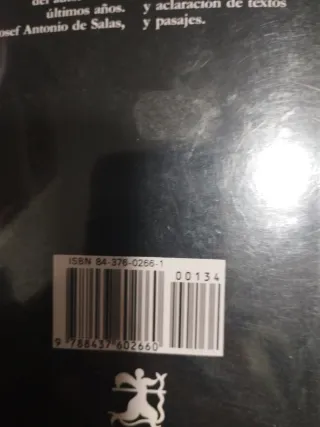 últimos años.
osef Antonio de Salas,
y aclaración de textos
y pasajes.
ISBN 84-376-0266-1
00134
9 788437 602660